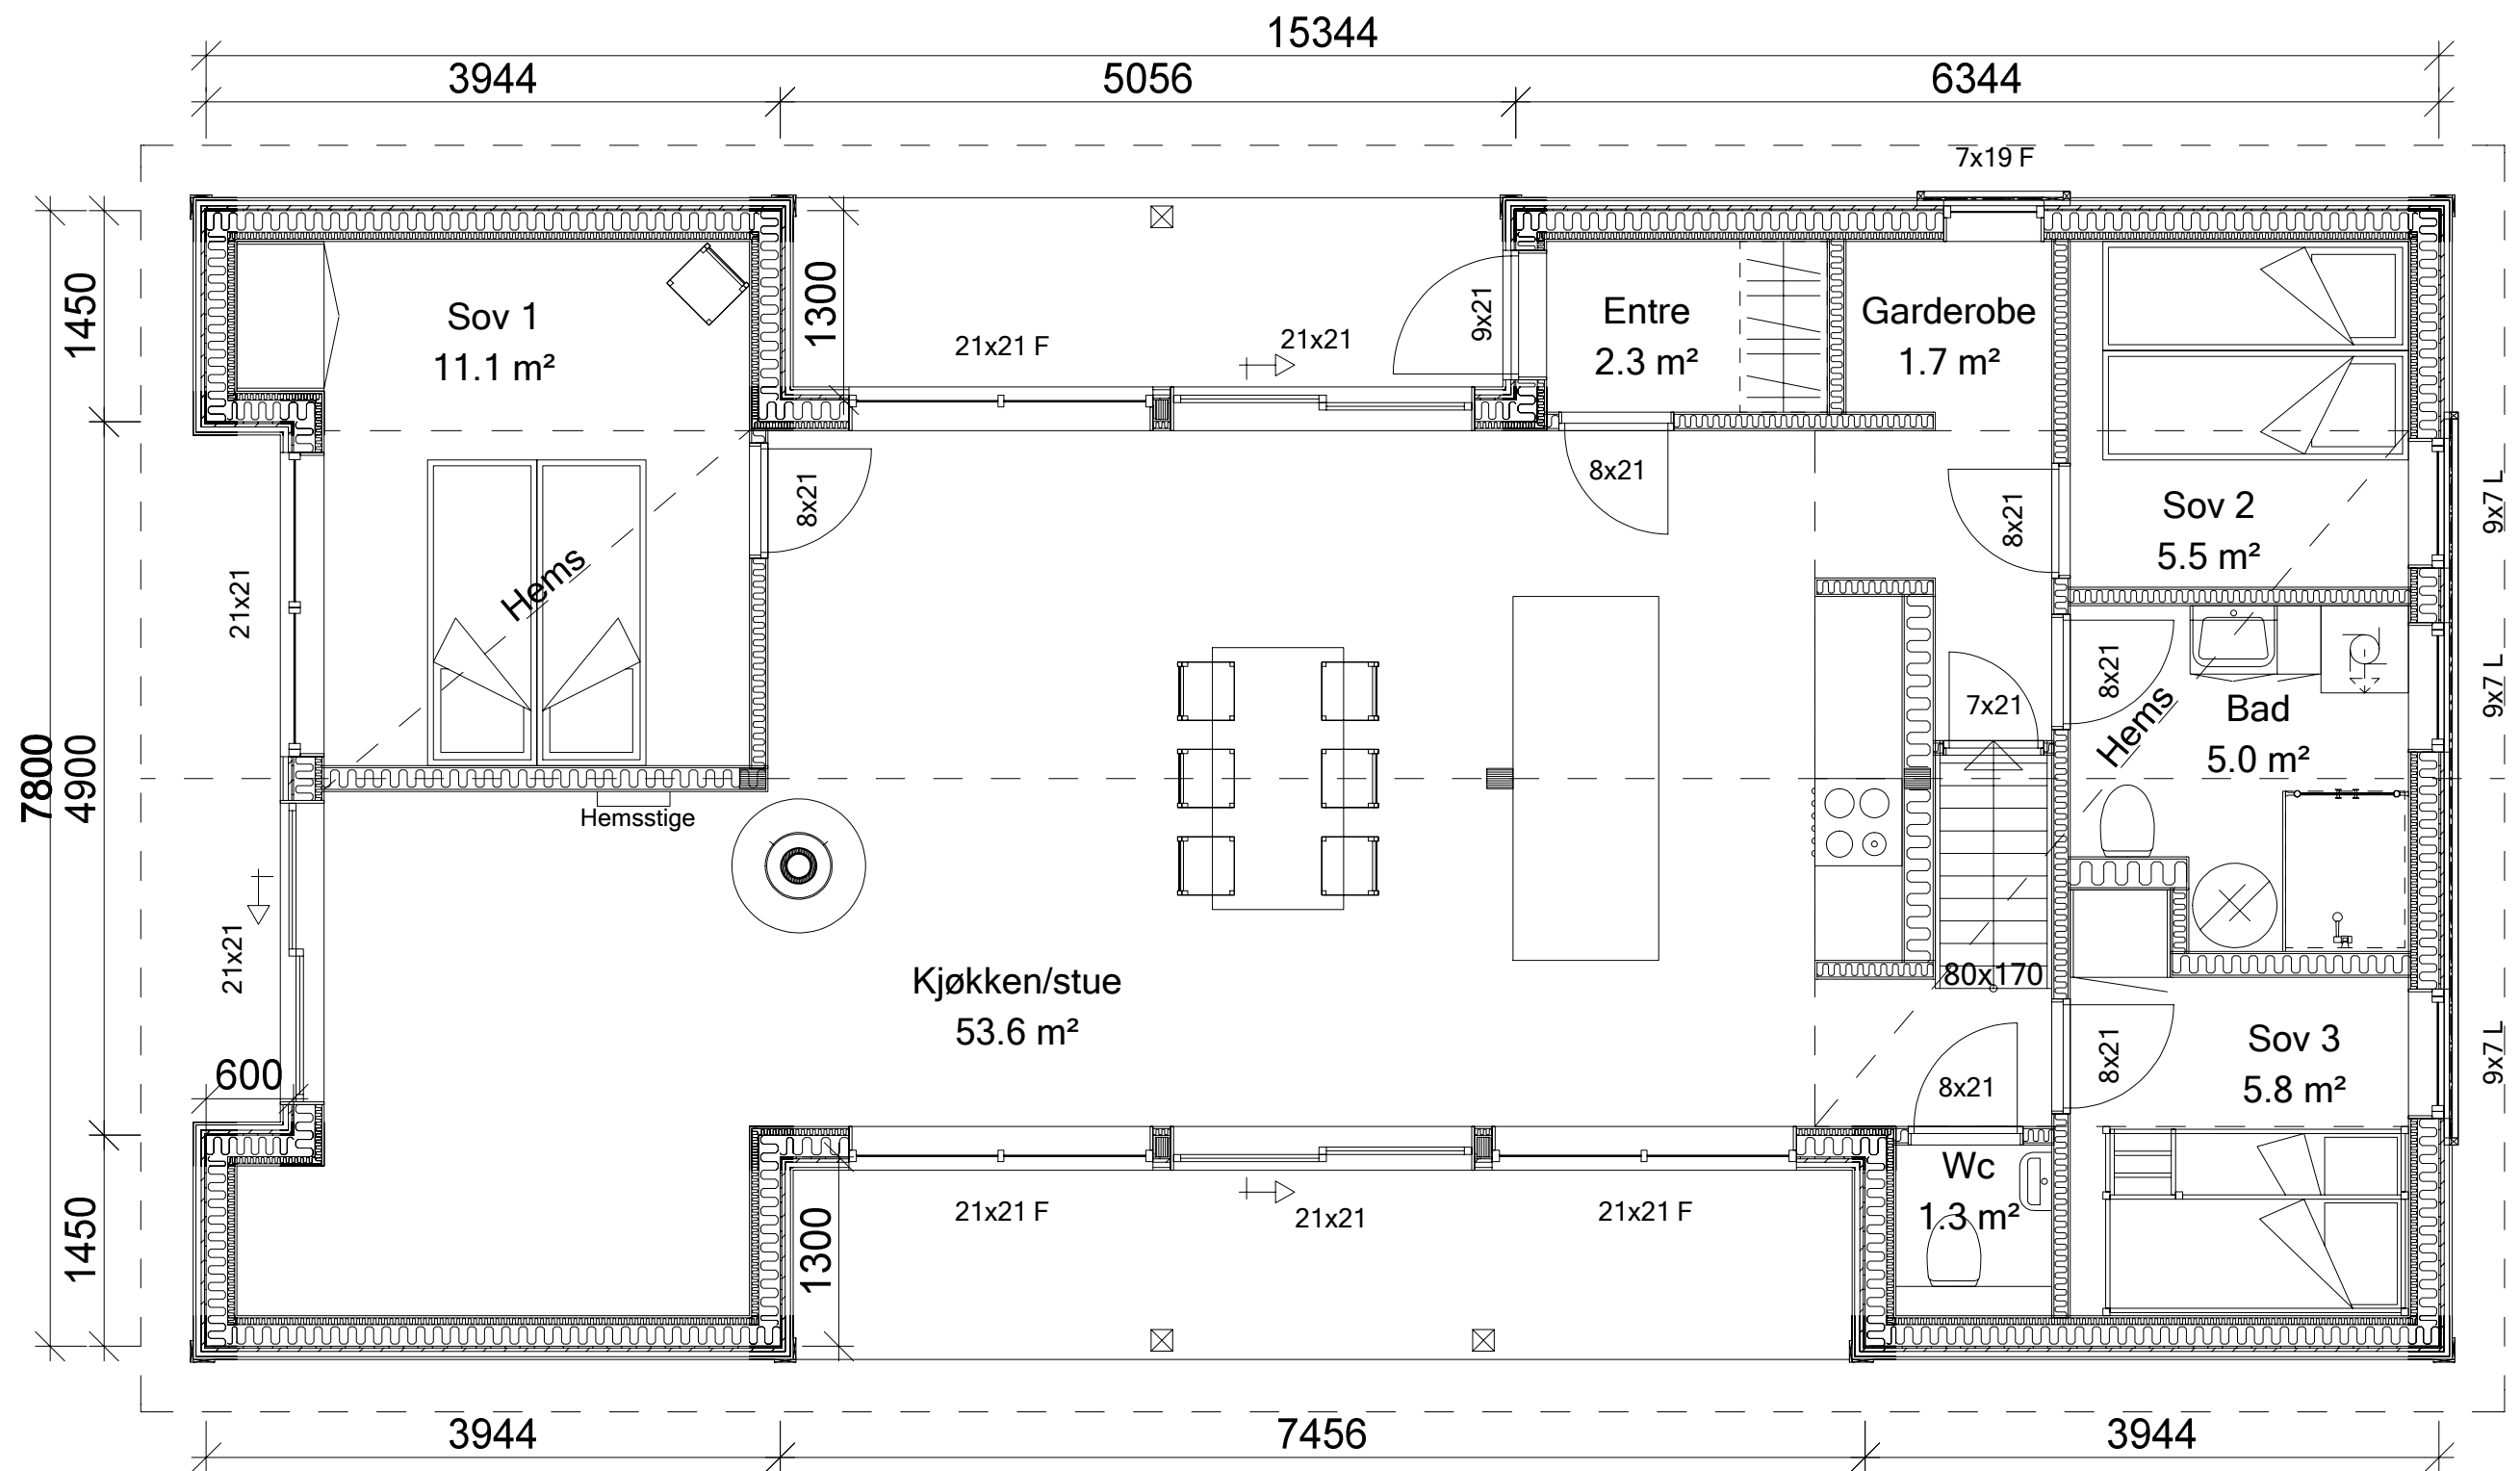 15344
3944
5056
6344
7x19 F
1450
1300
Sov 1
11.1 m²
21x21 F
21x21
9x21
Entre
2.3 m²
Garderobe
1.7 m²
8x21
8x21
8x21
Sov 2
5.5 m²
9x7 L
21x21
Hems
7800
4900
7x21
8x21
Hems
Bad
5.0 m²
9x7 L
Hemsstige
21x21
Kjøkken/stue
53.6 m²
80x170
600
8x21
8x21
Sov 3
5.8 m²
9x7 L
1450
1300
21x21 F
21x21
21x21 F
Wc
1.3 m²
3944
7456
3944